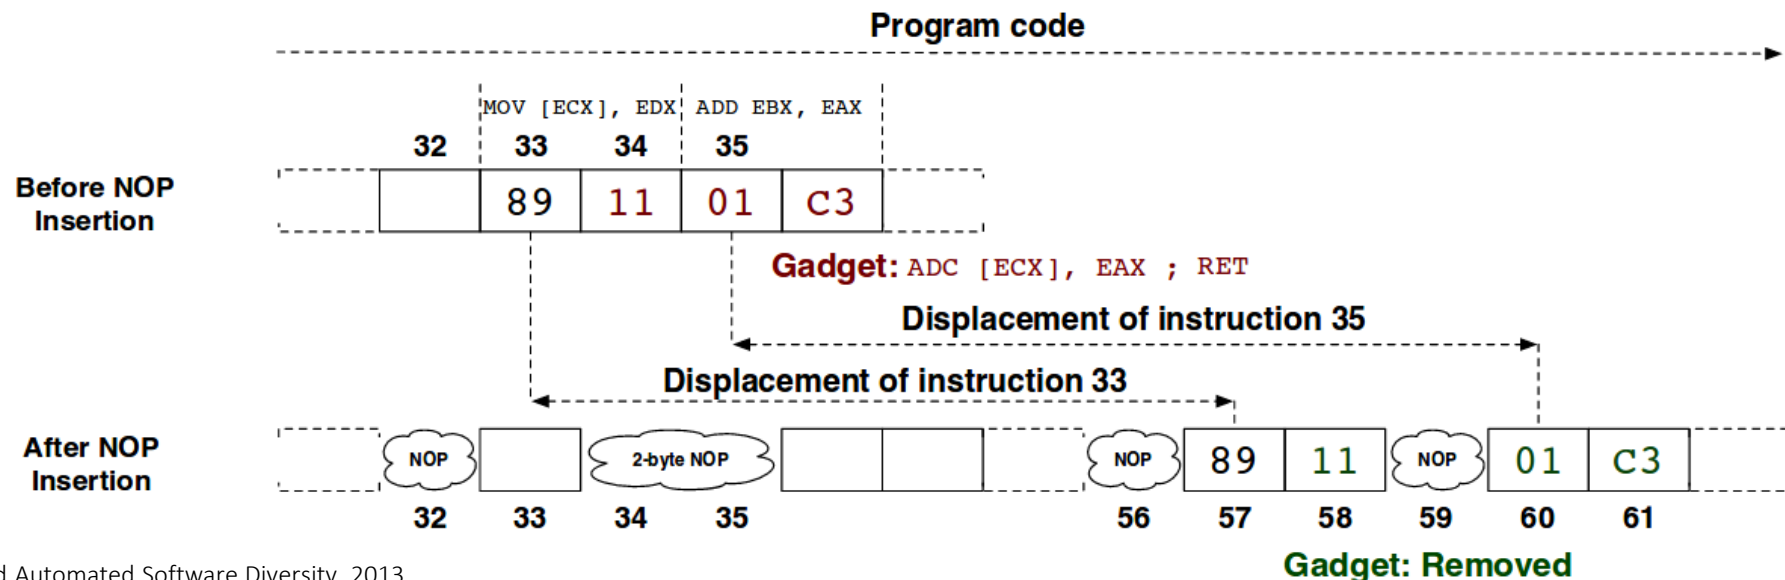 Program code
MOV [ECX], EDX ADD EBX, EAX
32 33 34 35
Before NOP
Insertion
89 11 01 C3
Gadget: ADC [ECX], EAX ; RET
Displacement of instruction 35
Displacement of instruction 33
After NOP
Insertion
NOP 2-byte NOP NOP 89 11 NOP 01 C3
32 33 34 35 56 57 58 59 60 61
Gadget: Removed
Automated Software Diversity, 2013